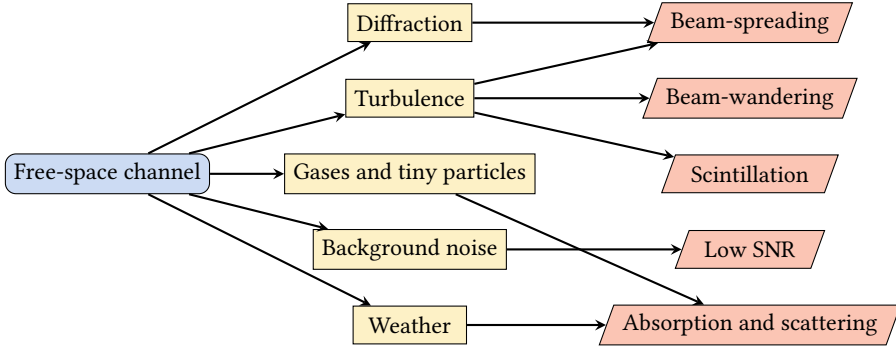 Diffraction
Beam-spreading
Turbulence
Beam-wandering
Free-space channel
Gases and tiny particles
Scintillation
Background noise
Low SNR
Weather
Absorption and scattering